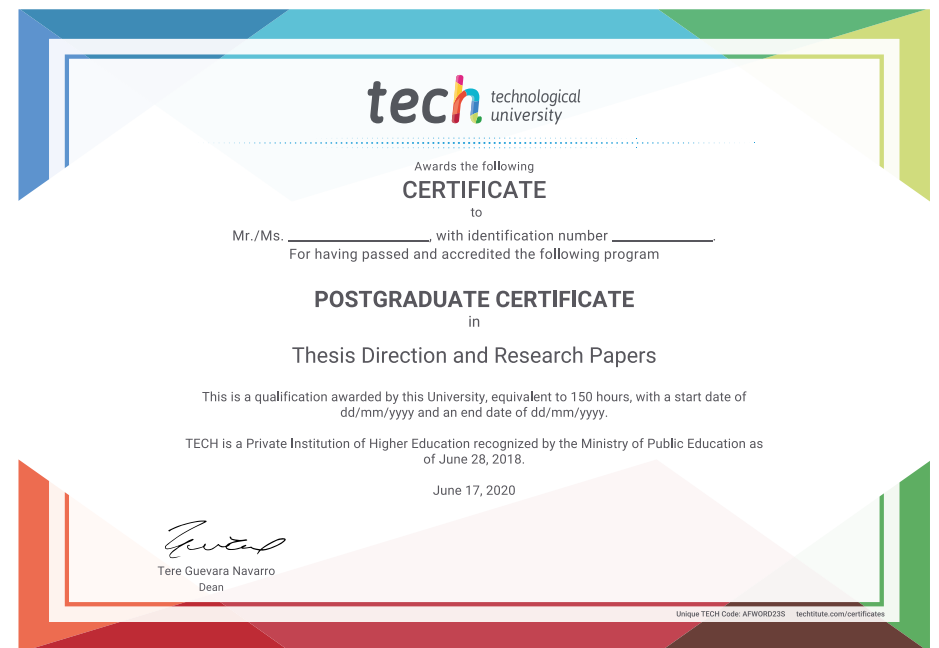 tech technological
university
Awards the following
CERTIFICATE
to
Mr./Ms. ____________________, with identification number ______________.
For having passed and accredited the following program
POSTGRADUATE CERTIFICATE
in
Thesis Direction and Research Papers
This is a qualification awarded by this University, equivalent to 150 hours, with a start date of
dd/mm/yyyy and an end date of dd/mm/yyyy.
TECH is a Private Institution of Higher Education recognized by the Ministry of Public Education as
of June 28, 2018.
June 17, 2020
Tere Guevara Navarro
Dean
Unique TECH Code: AFWORD23S techtitute.com/certificates